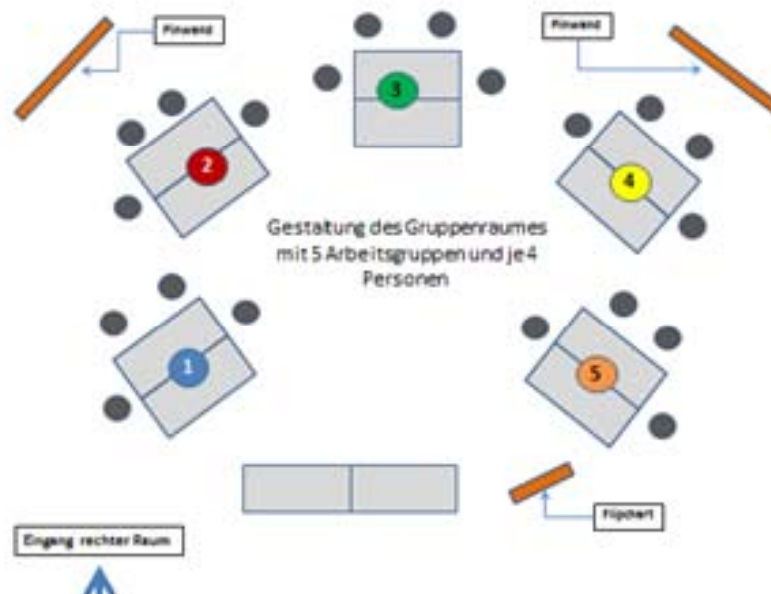 Pinwand
Pinwand
3
2
4
Gestaltung des Gruppenraumes
mit 5 Arbeitsgruppen und je 4
Personen
1
5
Flipchart
Eingang rechter Raum